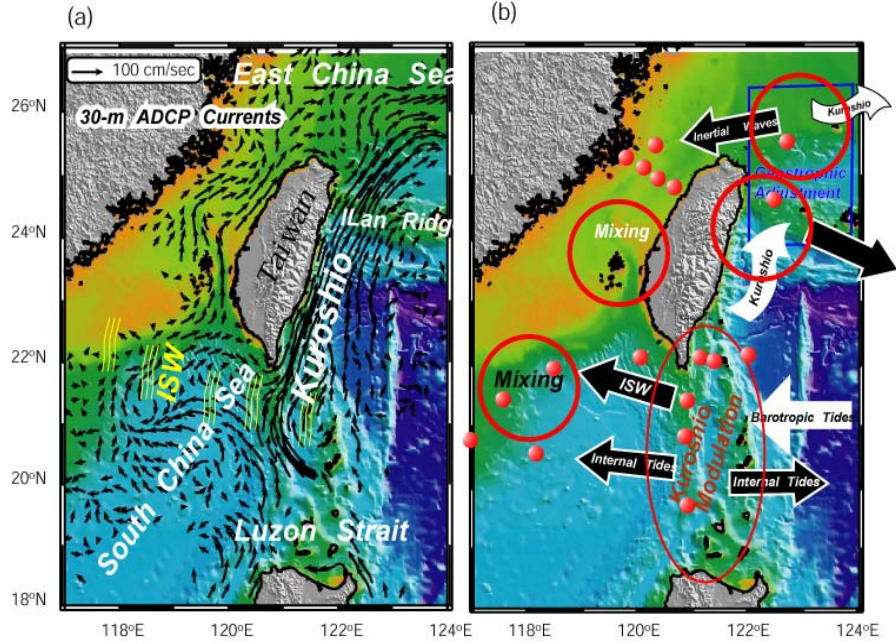 (a)
(b)
100 cm/sec
East China Sea
30-m ADCP Currents
26°N
24°N
22°N
20°N
18°N
Taiwan
ILan Ridge
Kuroshio
ISW
South China Sea
Luzon Strait
118°E
120°E
122°E
124°E
Kuroshio
Inertial Waves
Geostrophic
Adjustment
Mixing
Kuroshio
Mixing
ISW
Barotropic Tides
Kuroshio
Modulation
Internal Tides
Internal Tides
118°E
120°E
122°E
124°E